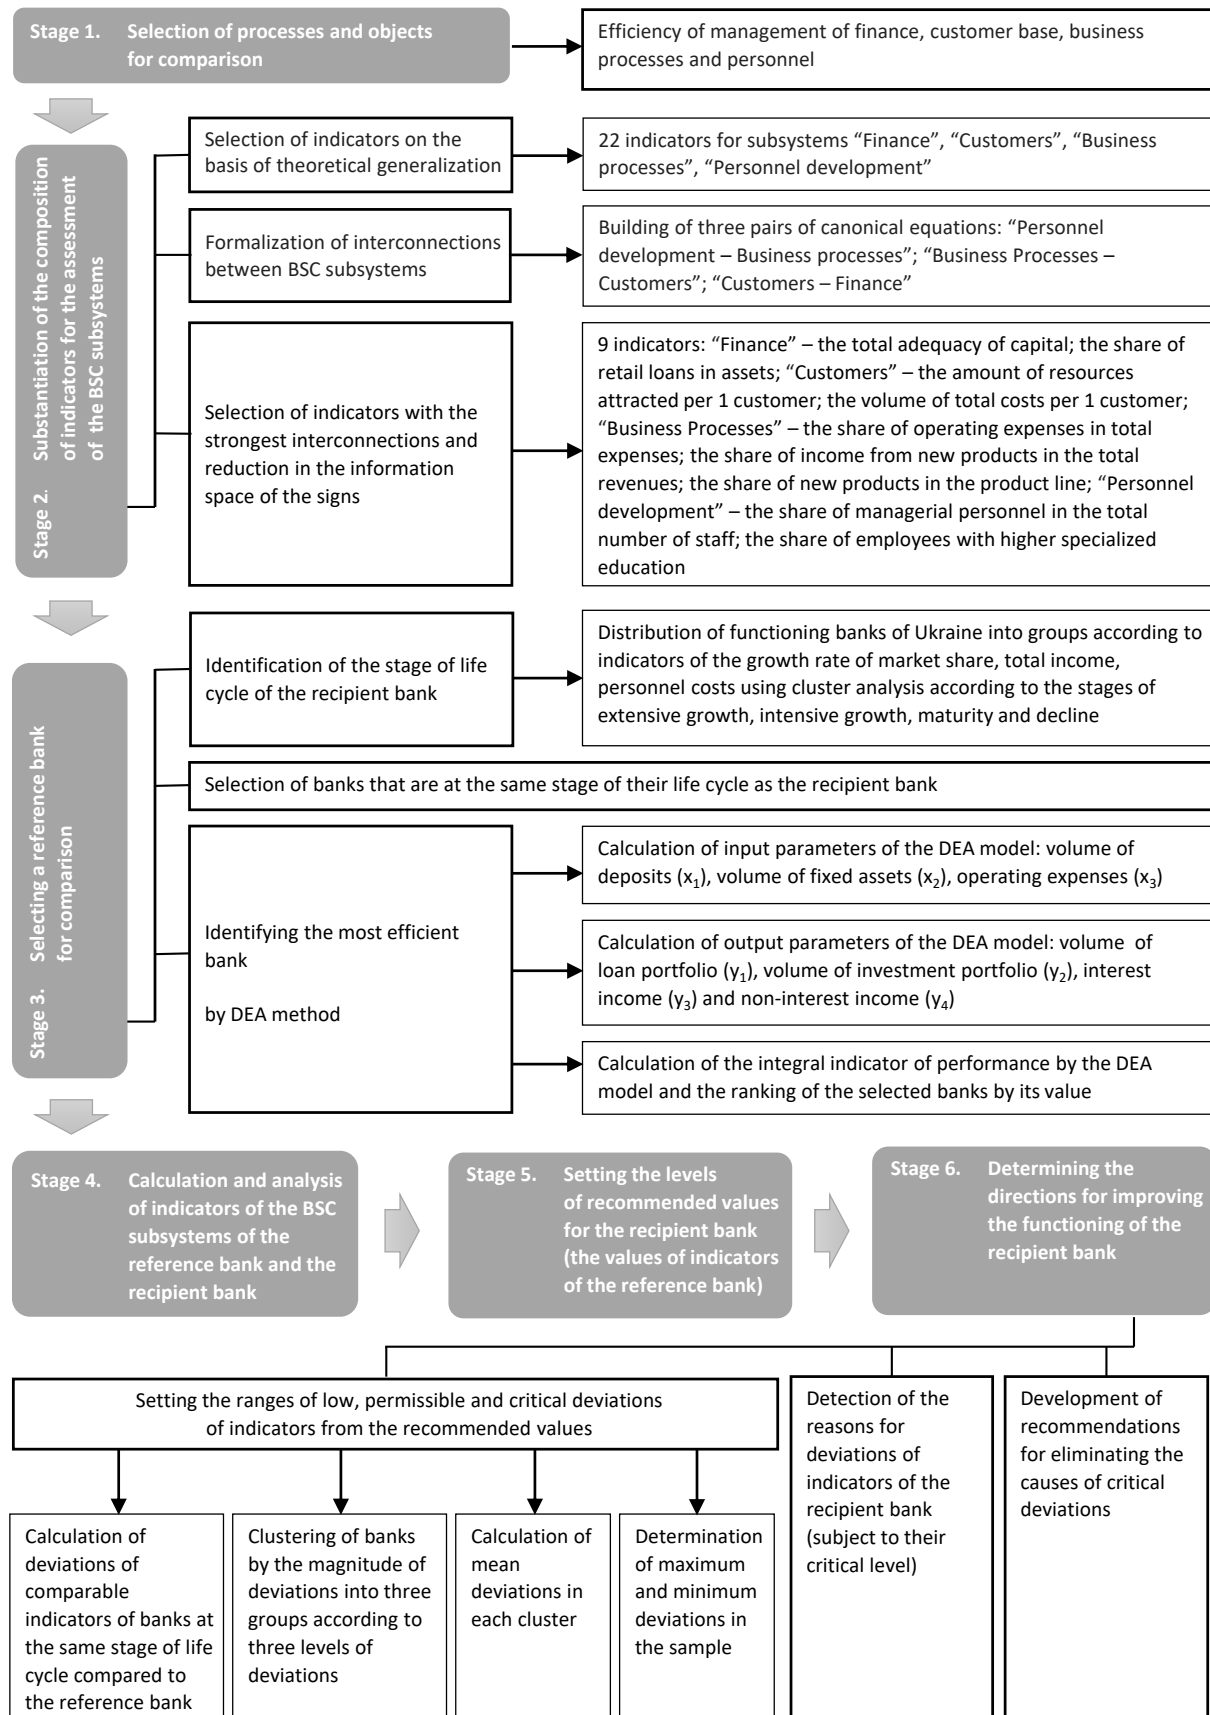 Stage 1. Selection of processes and objects
for comparison
Efficiency of management of finance, customer base, business
processes and personnel
Stage 2. Substantiation of the composition
of indicators for the assessment
of the BSC subsystems
Selection of indicators on the
basis of theoretical generalization
22 indicators for subsystems “Finance”, “Customers”, “Business
processes”, “Personnel development”
Formalization of interconnections
between BSC subsystems
Building of three pairs of canonical equations: “Personnel
development – Business processes”; “Business Processes –
Customers”; “Customers – Finance”
Selection of indicators with the
strongest interconnections and
reduction in the information
space of the signs
9 indicators: “Finance” – the total adequacy of capital; the share of
retail loans in assets; “Customers” – the amount of resources
attracted per 1 customer; the volume of total costs per 1 customer;
“Business Processes” – the share of operating expenses in total
expenses; the share of income from new products in the total
revenues; the share of new products in the product line; “Personnel
development” – the share of managerial personnel in the total
number of staff; the share of employees with higher specialized
education
Stage 3. Selecting a reference bank
for comparison
Identification of the stage of life
cycle of the recipient bank
Distribution of functioning banks of Ukraine into groups according to
indicators of the growth rate of market share, total income,
personnel costs using cluster analysis according to the stages of
extensive growth, intensive growth, maturity and decline
Selection of banks that are at the same stage of their life cycle as the recipient bank
Identifying the most efficient
bank
by DEA method
Calculation of input parameters of the DEA model: volume of
deposits (x₁), volume of fixed assets (x₂), operating expenses (x₃)
Calculation of output parameters of the DEA model: volume of
loan portfolio (y₁), volume of investment portfolio (y₂), interest
income (y₃) and non-interest income (y₄)
Calculation of the integral indicator of performance by the DEA
model and the ranking of the selected banks by its value
Stage 4. Calculation and analysis
of indicators of the BSC
subsystems of the
reference bank and the
recipient bank
Stage 5. Setting the levels
of recommended values
for the recipient bank
(the values of indicators
of the reference bank)
Stage 6. Determining the
directions for improving
the functioning of the
recipient bank
Setting the ranges of low, permissible and critical deviations
of indicators from the recommended values
Calculation of
deviations of
comparable
indicators of banks at
the same stage of life
cycle compared to
the reference bank
Clustering of banks
by the magnitude of
deviations into three
groups according to
three levels of
deviations
Calculation of
mean
deviations in
each cluster
Determination
of maximum
and minimum
deviations in
the sample
Detection of the
reasons for
deviations of
indicators of the
recipient bank
(subject to their
critical level)
Development of
recommendations
for eliminating the
causes of critical
deviations